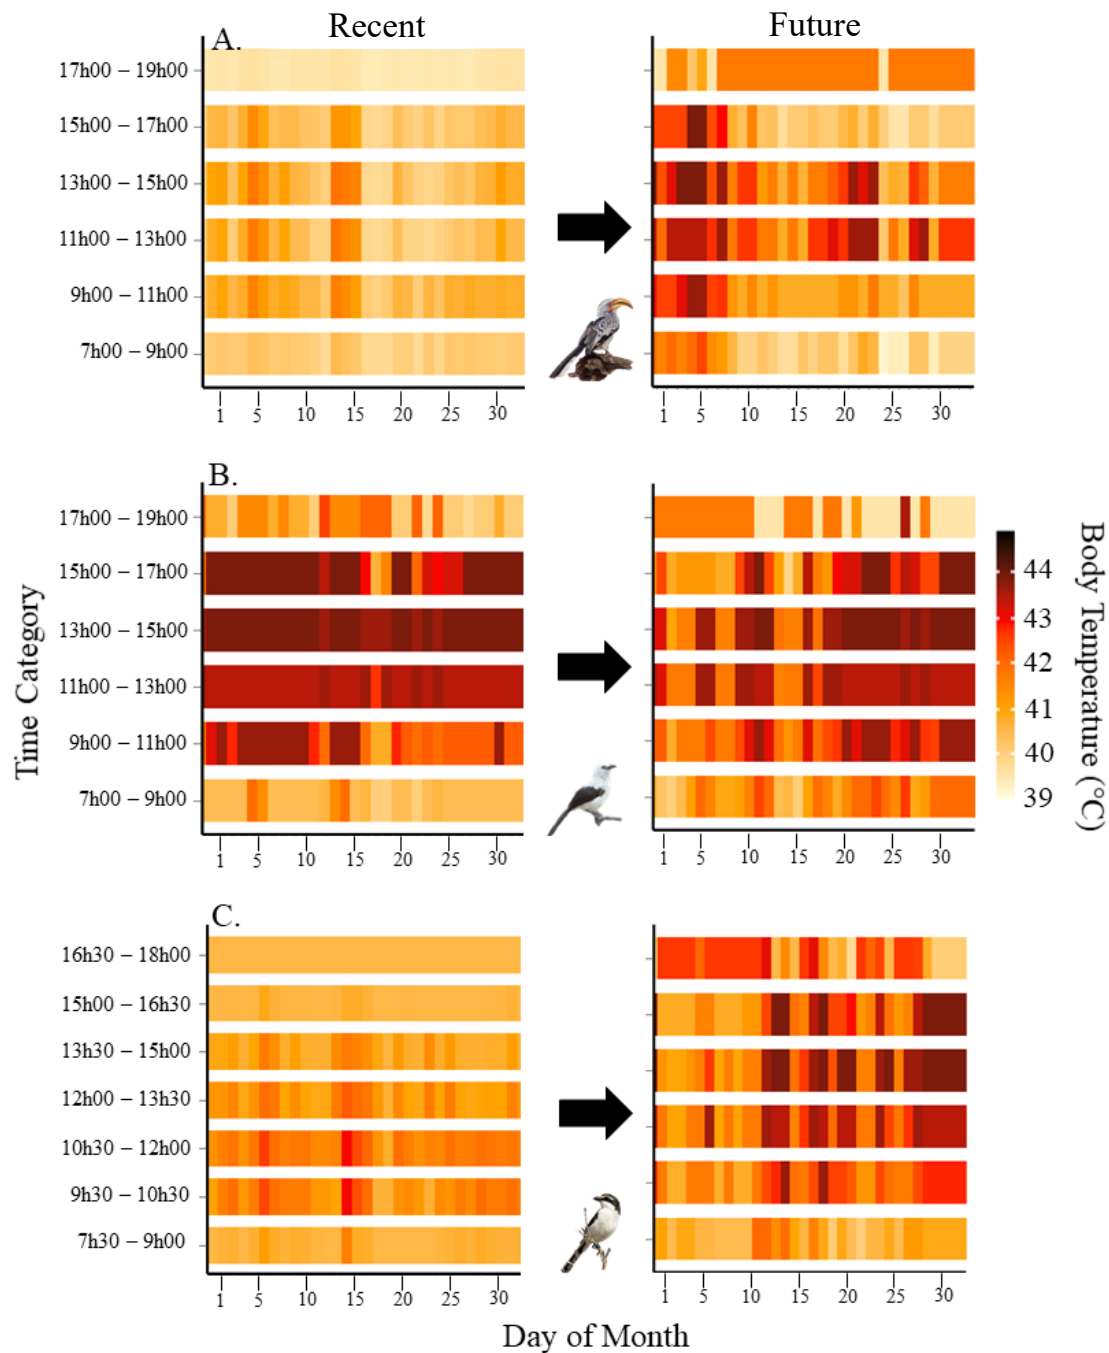 Recent
Future
A.
17h00 – 19h00
15h00 – 17h00
13h00 – 15h00
11h00 – 13h00
9h00 – 11h00
7h00 – 9h00
1 5 10 15 20 25 30
1 5 10 15 20 25 30
B.
17h00 – 19h00
15h00 – 17h00
13h00 – 15h00
11h00 – 13h00
9h00 – 11h00
7h00 – 9h00
1 5 10 15 20 25 30
1 5 10 15 20 25 30
Time Category
44
43
42
41
40
39
Body Temperature (°C)
C.
16h30 – 18h00
15h00 – 16h30
13h30 – 15h00
12h00 – 13h30
10h30 – 12h00
9h30 – 10h30
7h30 – 9h00
1 5 10 15 20 25 30
1 5 10 15 20 25 30
Day of Month